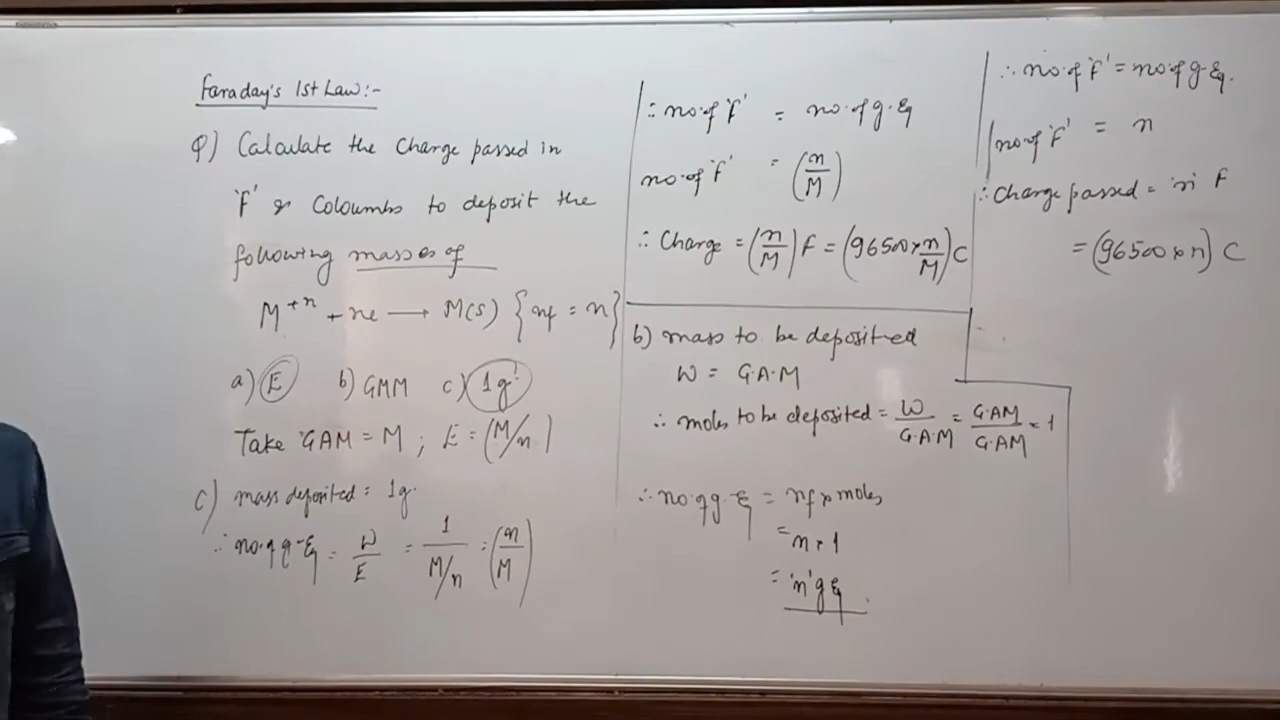 Faraday's 1st Law:-
Q) Calculate the Charge passed in
'F' & Coloumbs to deposit the
following masses of
M⁺ⁿ + ne ⟶ M(s) {nf = n}
a) E b) GMM c) 1g
Take GAM = M ; E = (M/n)
c) mass deposited = 1g.
∴ no. of g-Eq = W/E = 1/(M/n) = (n/M)
∴ no. of 'F' = no. of g.Eq
no. of 'F' = (n/M)
∴ Charge = (n/M) F = (96500 × n/M) C
b) mass to be deposited
W = G.A.M
∴ moles to be deposited = W/G.A.M = G.AM/G.AM = 1
∴ no. of g-Eq = nf × moles
= n × 1
= 'n' g Eq
∴ no. of 'F' = no. of g-Eq.
no. of 'F' = n
∴ Charge passed = 'n' F
= (96500 × n) C